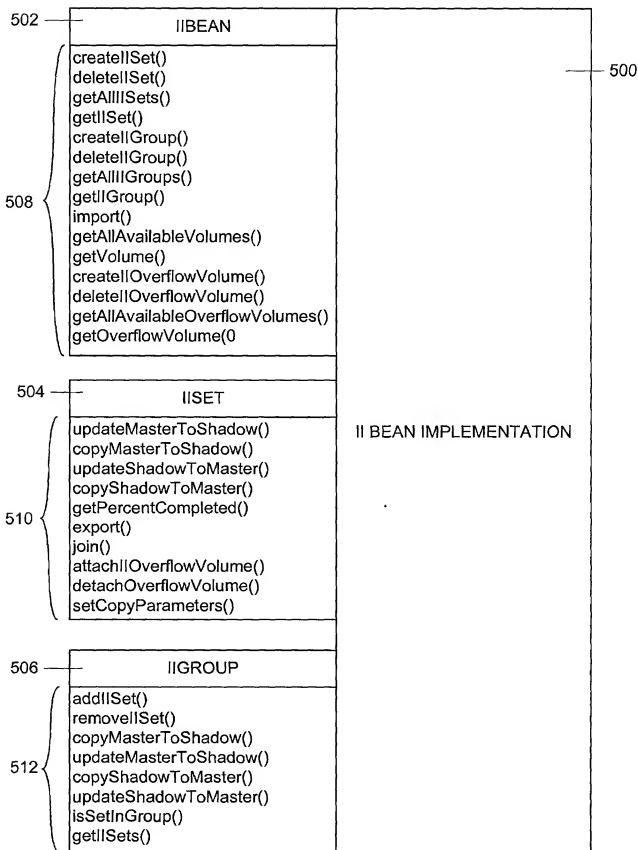 502
IIBEAN
500
508
createIISet()
deleteIISet()
getAllIISets()
getIISet()
createIIGroup()
deleteIIGroup()
getAllIIGroups()
getIIGroup()
import()
getAllAvailableVolumes()
getVolume()
createIIOverflowVolume()
deleteIIOverflowVolume()
getAllAvailableOverflowVolumes()
getOverflowVolume(0
504
IISET
II BEAN IMPLEMENTATION
510
updateMasterToShadow()
copyMasterToShadow()
updateShadowToMaster()
copyShadowToMaster()
getPercentCompleted()
export()
join()
attachIIOverflowVolume()
detachOverflowVolume()
setCopyParameters()
506
IIGROUP
512
addIISet()
removeIISet()
copyMasterToShadow()
updateMasterToShadow()
copyShadowToMaster()
updateShadowToMaster()
isSetInGroup()
getIISets()